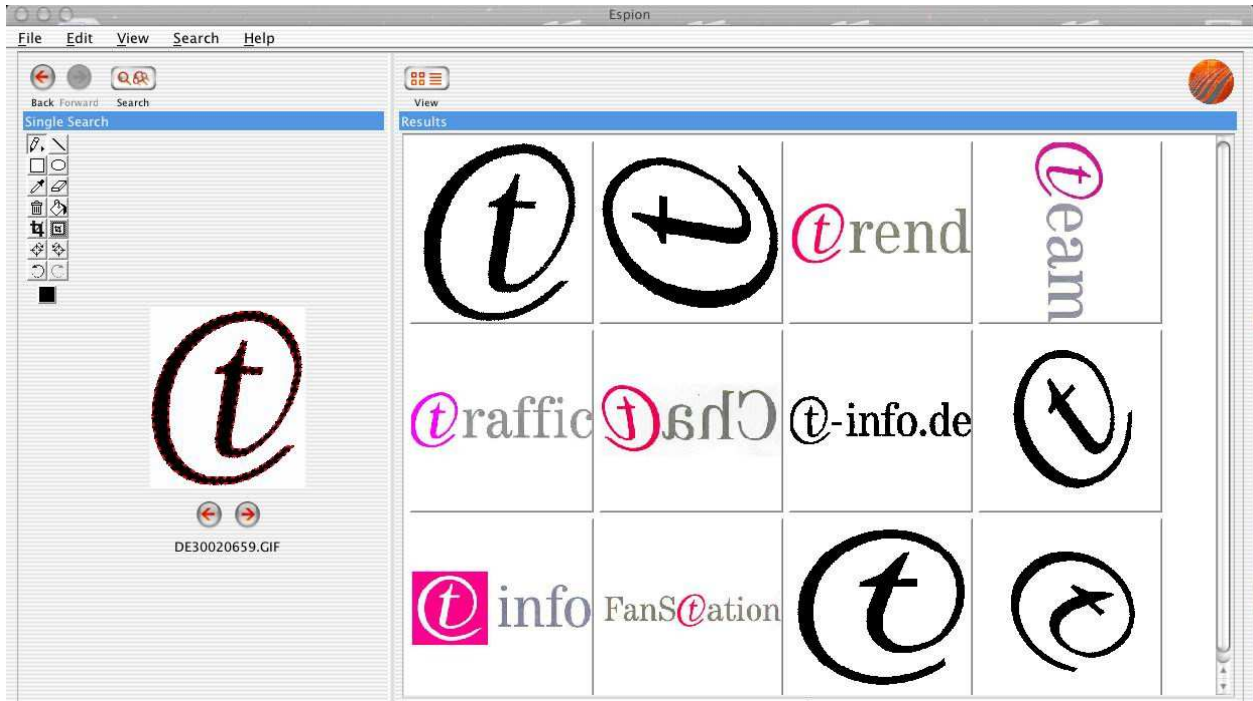 Espion
File Edit View Search Help
Back Forward Search
View
Single Search
Results
t
t
t
trend
team
traffic
Chat
t-info.de
t
DE30020659.GIF
t info
FanStation
t
t